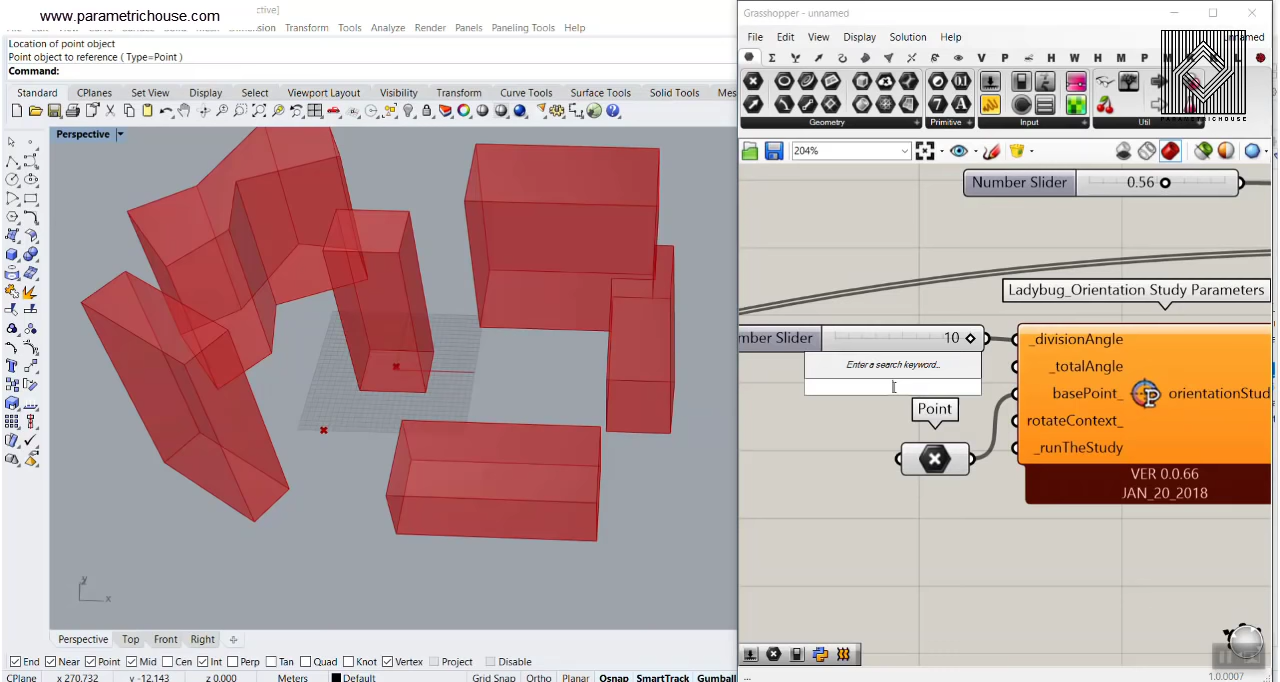 www.parametrichouse.com
Transform Tools Analyze Render Panels Paneling Tools Help
Location of point object
Point object to reference ( Type=Point )
Command:
Standard CPlanes Set View Display Select Viewport Layout Visibility Transform Curve Tools Surface Tools Solid Tools Mes
Perspective
y
x
Perspective Top Front Right
End Near Point Mid Cen Int Perp Tan Quad Knot Vertex Project Disable
CPlane x 270.732 y -12.143 z 0.000 Meters Default Grid Snap Ortho Planar Osnap SmartTrack Gumball
Grasshopper - unnamed
File Edit View Display Solution Help Unnamed
V P H W H M P M
Geometry Primitive Input Util
PARAMETRICHOUSE
204%
Number Slider 0.56
Ladybug_Orientation Study Parameters
mber Slider 10
Enter a search keyword...
Point
_divisionAngle
_totalAngle
basePoint_ orientationStud
rotateContext_
_runTheStudy
VER 0.0.66
JAN_20_2018
...
1.0.0007